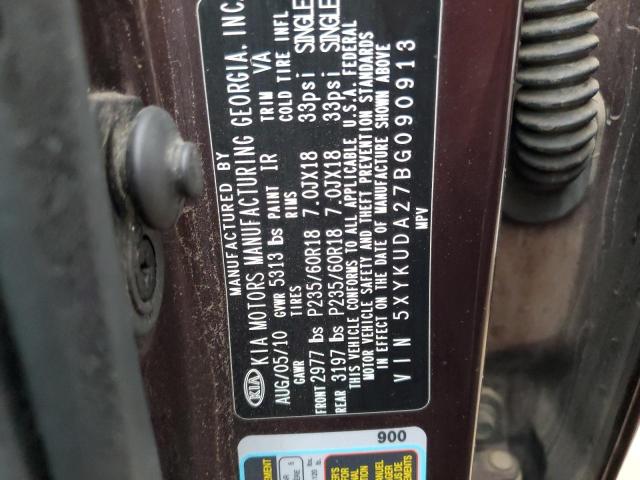 MANUFACTURED BY
KIA KIA MOTORS MANUFACTURING GEORGIA, INC.
AUG/05/10 GVWR 5313 lbs PAINT IR TRIM VA
GAWR TIRES RIMS COLD TIRE INFL
FRONT 2977 lbs P235/60R18 7.0JX18 33psi SINGLE
REAR 3197 lbs P235/60R18 7.0JX18 33psi SINGLE
THIS VEHICLE CONFORMS TO ALL APPLICABLE U.S.A. FEDERAL
MOTOR VEHICLE SAFETY AND THEFT PREVENTION STANDARDS
IN EFFECT ON THE DATE OF MANUFACTURE SHOWN ABOVE
VIN 5XYKUDA27BG090913
MPV
900